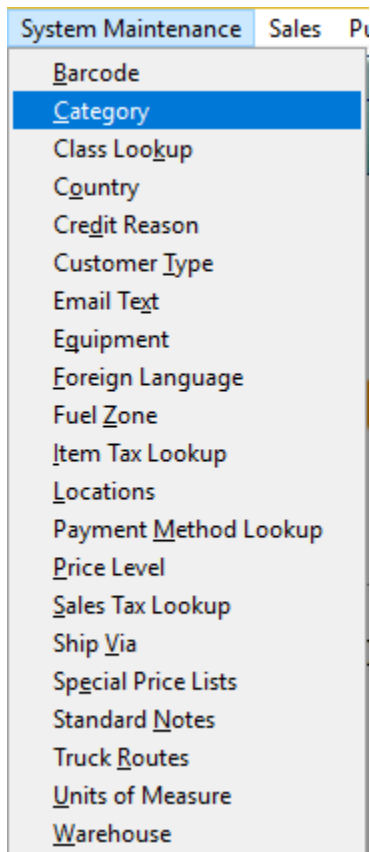 System Maintenance Sales Pu
Barcode
Category
Class Lookup
Country
Credit Reason
Customer Type
Email Text
Equipment
Foreign Language
Fuel Zone
Item Tax Lookup
Locations
Payment Method Lookup
Price Level
Sales Tax Lookup
Ship Via
Special Price Lists
Standard Notes
Truck Routes
Units of Measure
Warehouse